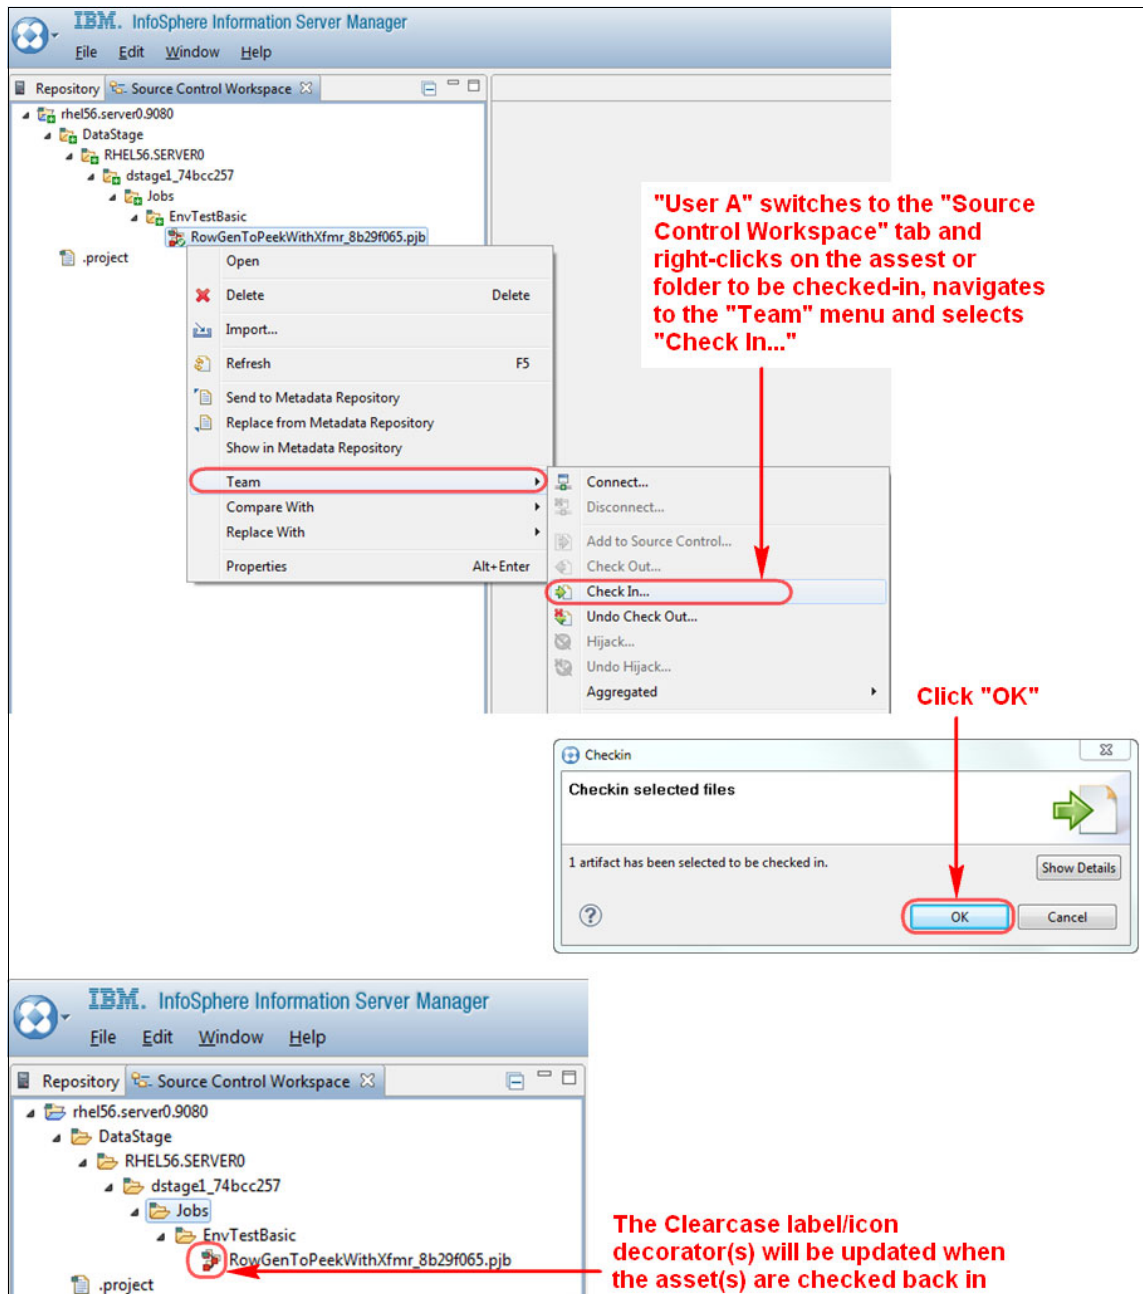 IBM. InfoSphere Information Server Manager
File Edit Window Help
Repository Source Control Workspace
rhel56.server0.9080
DataStage
RHEL56.SERVER0
dstage1_74bcc257
Jobs
EnvTestBasic
RowGenToPeekWithXfmr_8b29f065.pjb
.project
Open
Delete Delete
Import...
Refresh F5
Send to Metadata Repository
Replace from Metadata Repository
Show in Metadata Repository
Team
Compare With
Replace With
Properties Alt+Enter
"User A" switches to the "Source
Control Workspace" tab and
right-clicks on the assest or
folder to be checked-in, navigates
to the "Team" menu and selects
"Check In..."
Connect...
Disconnect...
Add to Source Control...
Check Out...
Check In...
Undo Check Out...
Hijack...
Undo Hijack...
Aggregated
Click "OK"
Checkin
Checkin selected files
1 artifact has been selected to be checked in.
Show Details
?
OK
Cancel
IBM. InfoSphere Information Server Manager
File Edit Window Help
Repository Source Control Workspace
rhel56.server0.9080
DataStage
RHEL56.SERVER0
dstage1_74bcc257
Jobs
EnvTestBasic
RowGenToPeekWithXfmr_8b29f065.pjb
.project
The Clearcase label/icon
decorator(s) will be updated when
the asset(s) are checked back in